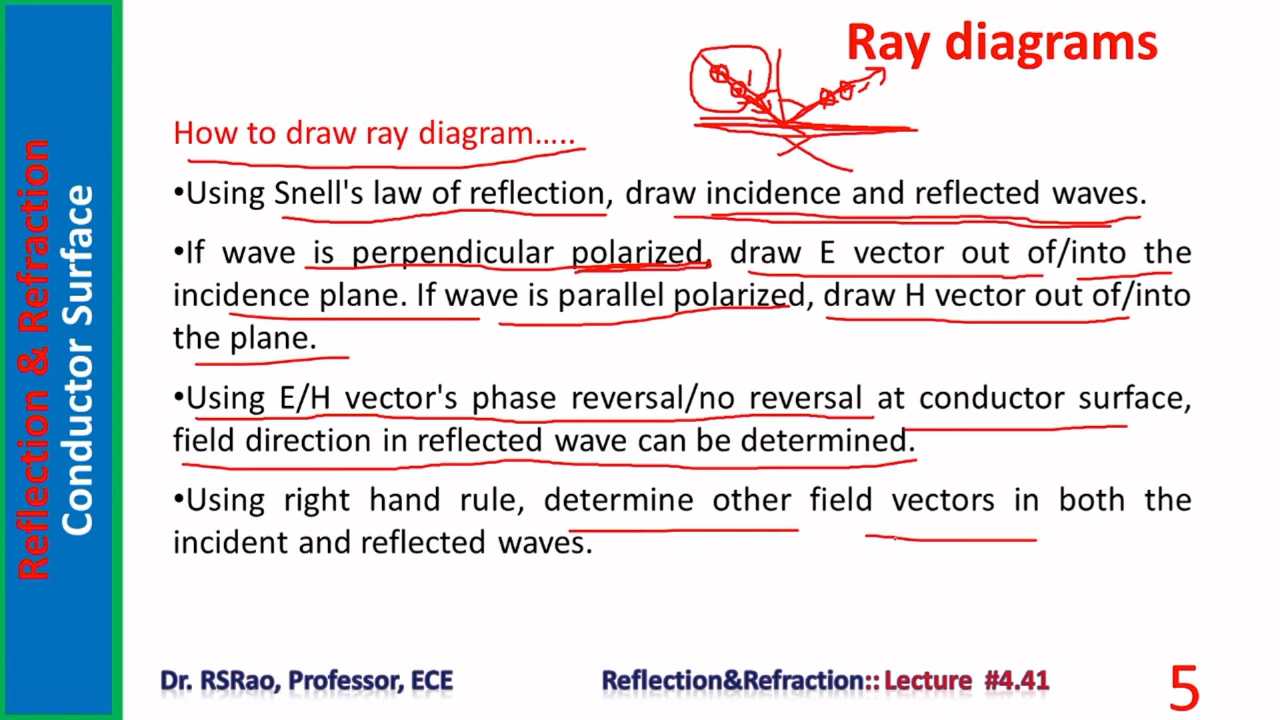 Reflection & Refraction
Conductor Surface
Ray diagrams
How to draw ray diagram…..
•Using Snell's law of reflection, draw incidence and reflected waves.
•If wave is perpendicular polarized, draw E vector out of/into the
incidence plane. If wave is parallel polarized, draw H vector out of/into
the plane.
•Using E/H vector's phase reversal/no reversal at conductor surface,
field direction in reflected wave can be determined.
•Using right hand rule, determine other field vectors in both the
incident and reflected waves.
Dr. RSRao, Professor, ECE
Reflection&Refraction:: Lecture #4.41
5